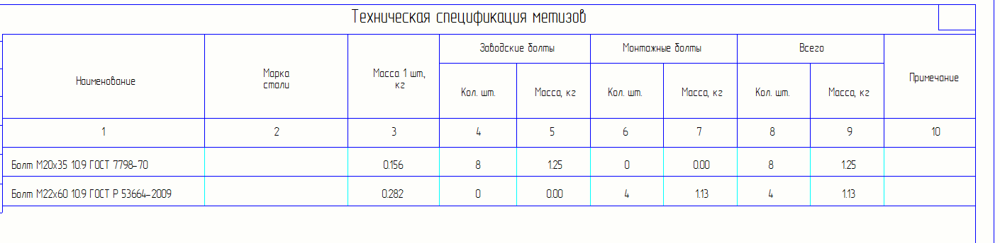 Техническая спецификация метизов
Наименование
Марка
стали
Масса 1 шт,
кг
Заводские болты
Монтажные болты
Всего
Примечание
Кол. шт.
Масса, кг
Кол. шт.
Масса, кг
Кол. шт.
Масса, кг
1 2 3 4 5 6 7 8 9 10
Болт М20х35 10.9 ГОСТ 7798-70 0.156 8 1.25 0 0.00 8 1.25
Болт М22х60 10.9 ГОСТ Р 53664-2009 0.282 0 0.00 4 1.13 4 1.13